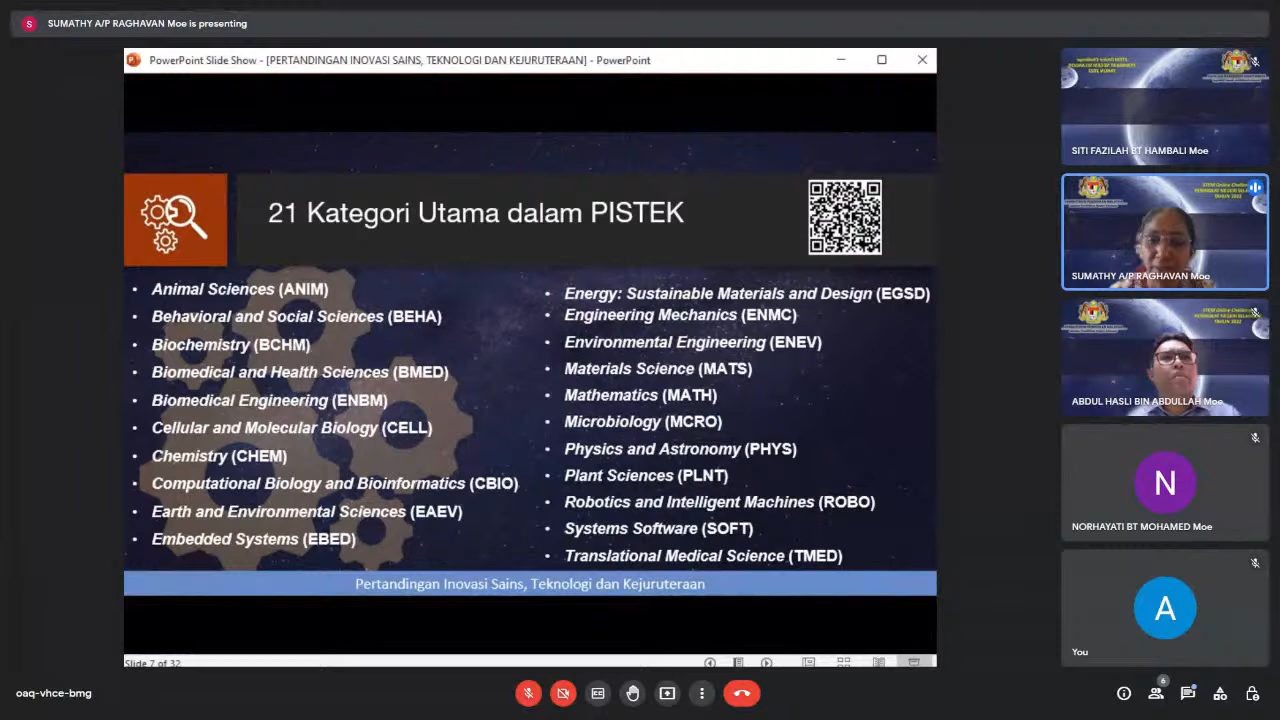 S SUMATHY A/P RAGHAVAN Moe is presenting
PowerPoint Slide Show - [PERTANDINGAN INOVASI SAINS, TEKNOLOGI DAN KEJURUTERAAN] - PowerPoint
21 Kategori Utama dalam PISTEK
• Animal Sciences (ANIM)
• Behavioral and Social Sciences (BEHA)
• Biochemistry (BCHM)
• Biomedical and Health Sciences (BMED)
• Biomedical Engineering (ENBM)
• Cellular and Molecular Biology (CELL)
• Chemistry (CHEM)
• Computational Biology and Bioinformatics (CBIO)
• Earth and Environmental Sciences (EAEV)
• Embedded Systems (EBED)
• Energy: Sustainable Materials and Design (EGSD)
• Engineering Mechanics (ENMC)
• Environmental Engineering (ENEV)
• Materials Science (MATS)
• Mathematics (MATH)
• Microbiology (MCRO)
• Physics and Astronomy (PHYS)
• Plant Sciences (PLNT)
• Robotics and Intelligent Machines (ROBO)
• Systems Software (SOFT)
• Translational Medical Science (TMED)
Pertandingan Inovasi Sains, Teknologi dan Kejuruteraan
Slide 7 of 32
SITI FAZILAH BT HAMBALI Moe
SUMATHY A/P RAGHAVAN Moe
ABDUL HASLI BIN ABDULLAH Moe
N
NORHAYATI BT MOHAMED Moe
A
You
oaq-vhce-bmg
6